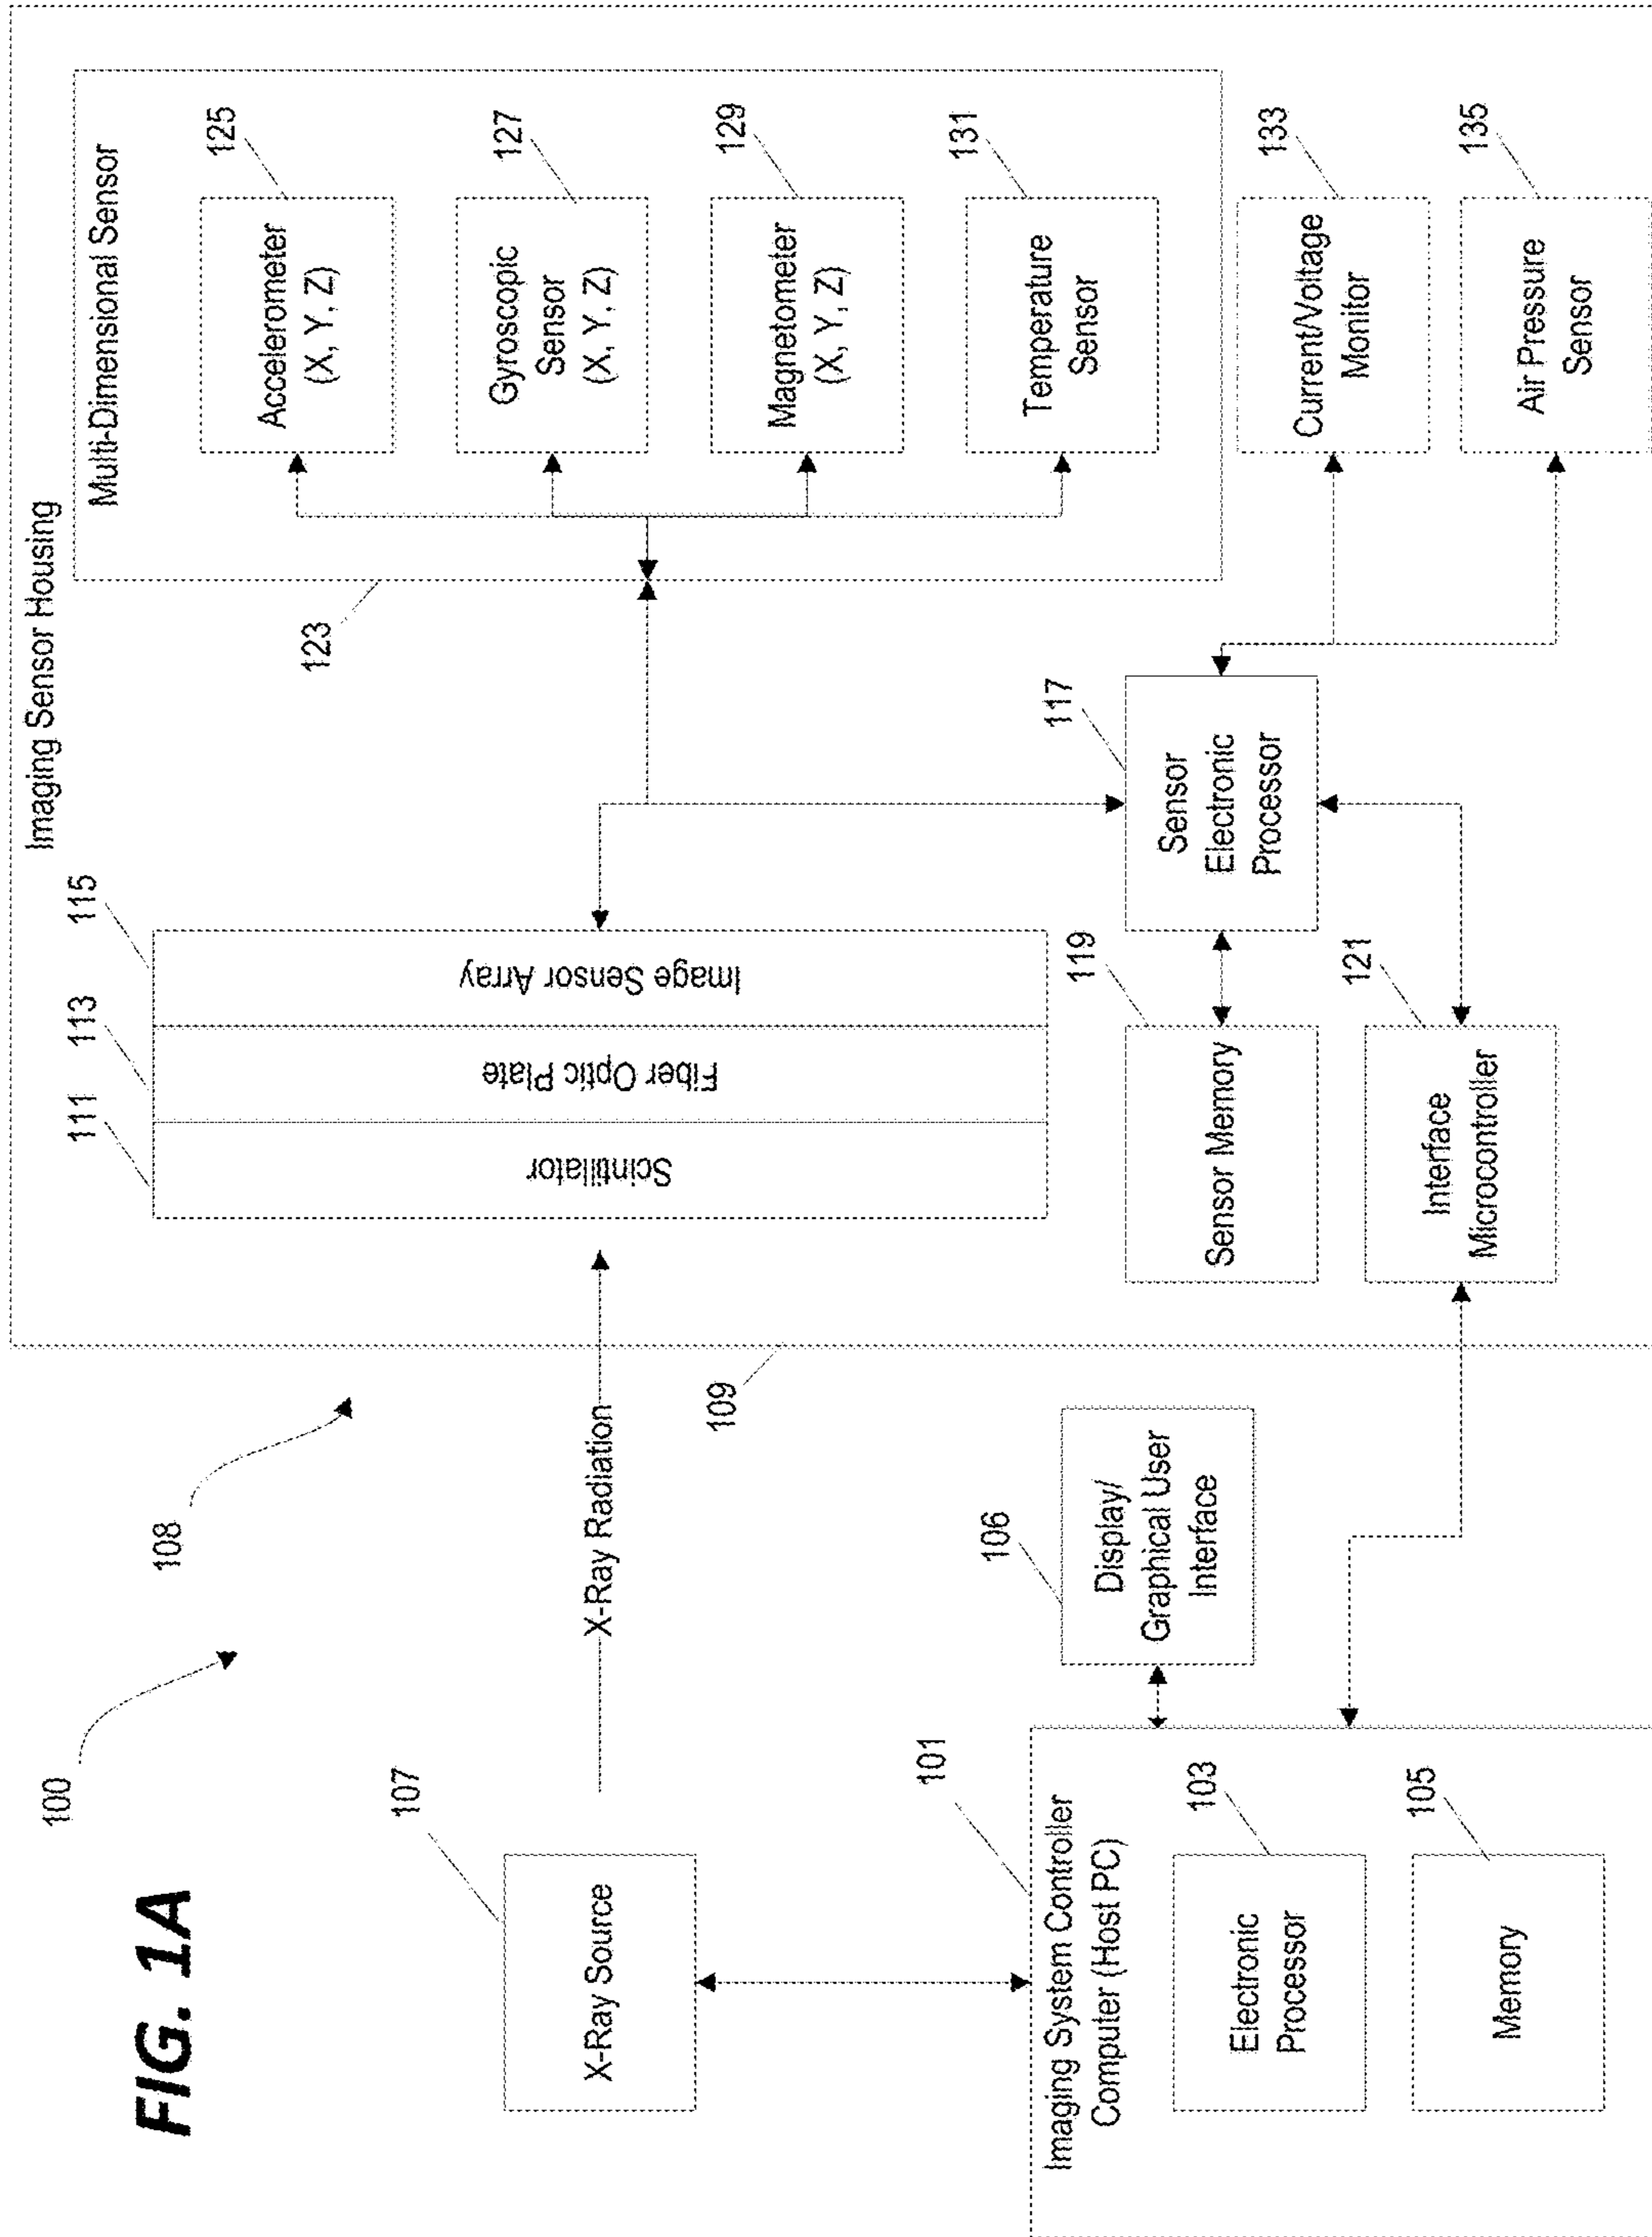 FIG. 1A
100
108
Imaging Sensor Housing
109
X-Ray Source
107
X-Ray Radiation
Scintillator
111
Fiber Optic Plate
113
Image Sensor Array
115
Multi-Dimensional Sensor
123
Accelerometer
(X, Y, Z)
125
Gyroscopic
Sensor
(X, Y, Z)
127
Magnetometer
(X, Y, Z)
129
Temperature
Sensor
131
Current/Voltage
Monitor
133
Air Pressure
Sensor
135
Sensor
Electronic
Processor
117
Sensor Memory
119
Interface
Microcontroller
121
Display/
Graphical User
Interface
106
Imaging System Controller
Computer (Host PC)
101
Electronic
Processor
103
Memory
105